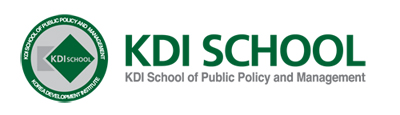 KDI SCHOOL OF PUBLIC POLICY AND MANAGEMENT
KDI SCHOOL
KOREA DEVELOPMENT INSTITUTE
KDI SCHOOL
KDI School of Public Policy and Management